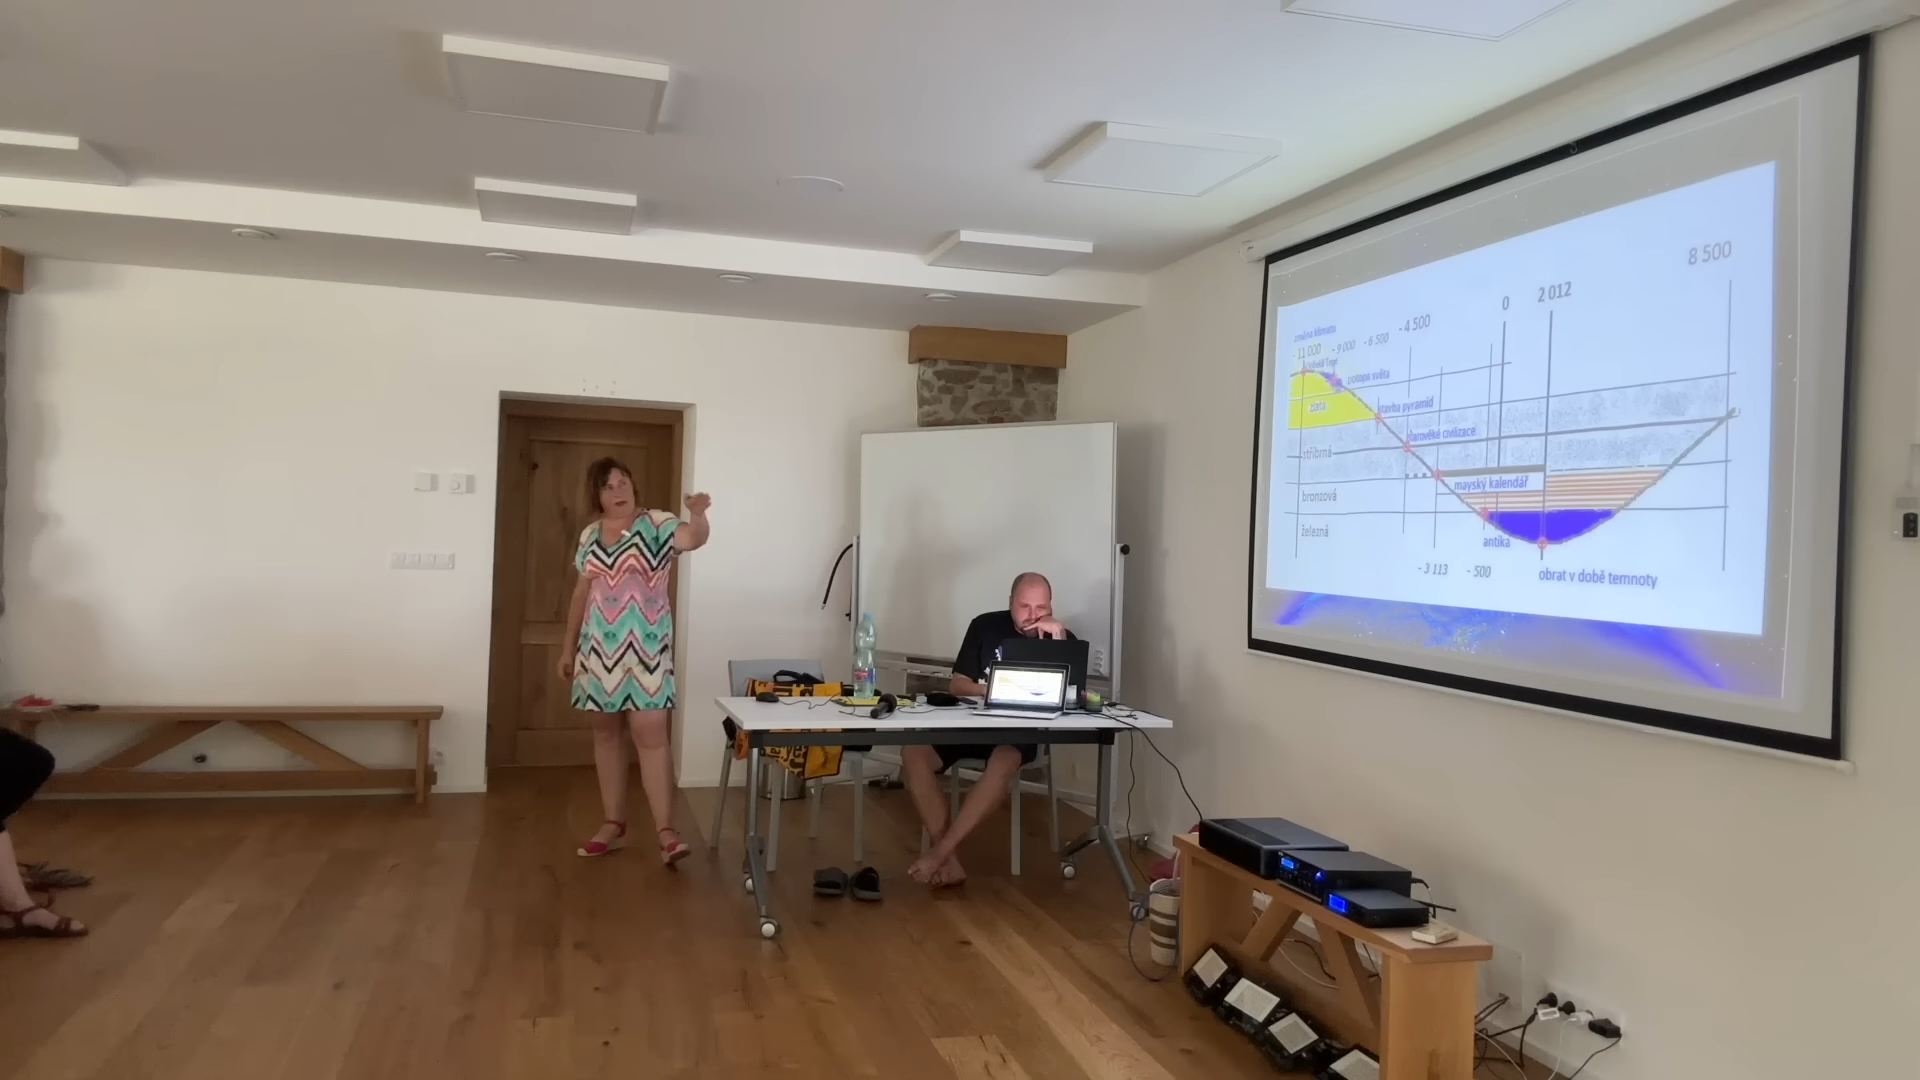 8 500
0
2 012
- 4 500
změna klimatu
- 11 000
- 9 000
- 6 500
potopa světa
zlatá
stavba pyramid
starověké civilizace
stříbrná
mayský kalendář
bronzová
železná
antika
- 3 113
- 500
obrat v době temnoty